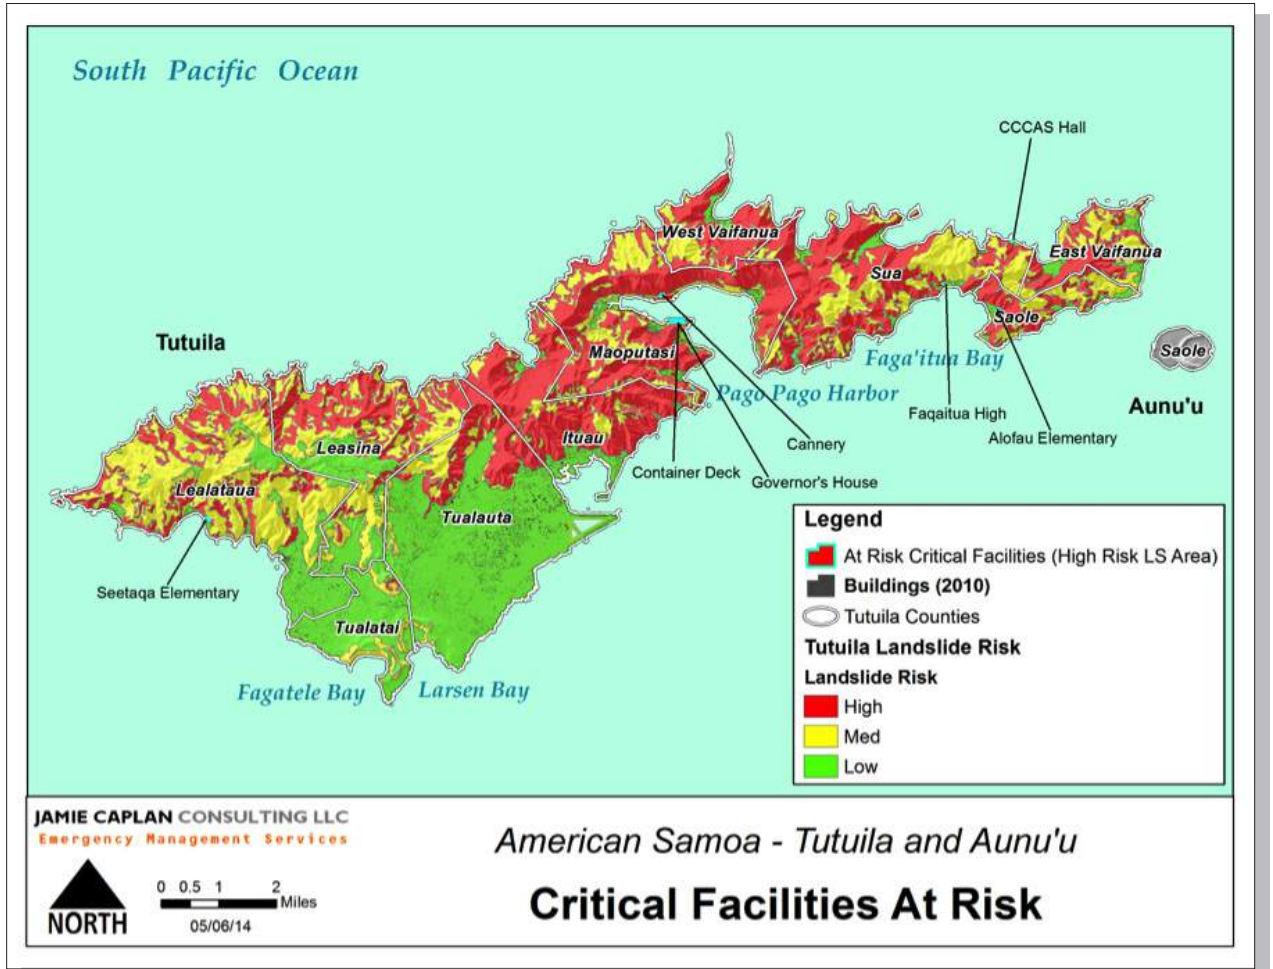 South Pacific Ocean
CCCAS Hall
West Vaifanua
East Vaifanua
Sua
Saole
Tutuila
Maoputasi
Saole
Faga'itua Bay
Pago Pago Harbor
Aunu'u
Faqaitua High
Alofau Elementary
Ituau
Cannery
Leasina
Container Deck
Governor's House
Lealataua
Tualauta
Seetaqa Elementary
Tualatai
Fagatele Bay
Larsen Bay
Legend
At Risk Critical Facilities (High Risk LS Area)
Buildings (2010)
Tutuila Counties
Tutuila Landslide Risk
Landslide Risk
High
Med
Low
JAMIE CAPLAN CONSULTING LLC
Emergency Management Services
NORTH
0 0.5 1 2
Miles
05/06/14
American Samoa - Tutuila and Aunu'u
Critical Facilities At Risk